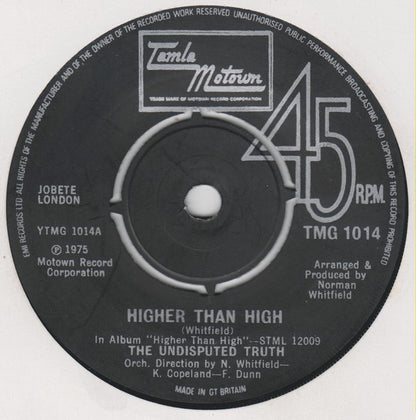 EMI RECORDS LTD ALL RIGHTS OF THE MANUFACTURER AND OF THE OWNER OF THE RECORDED WORK RESERVED UNAUTHORISED PUBLIC PERFORMANCE BROADCASTING AND COPYING OF THIS RECORD PROHIBITED
Tamla
Motown
TRADE MARK OF MOTOWN RECORD CORPORATION
45
R.P.M.
JOBETE
LONDON
YTMG 1014A
TMG 1014
℗ 1975
Motown Record
Corporation
Arranged &
Produced by
Norman
Whitfield
HIGHER THAN HIGH
(Whitfield)
In Album "Higher Than High"—STML 12009
THE UNDISPUTED TRUTH
Orch. Direction by N. Whitfield—
K. Copeland—F. Dunn
MADE IN GT BRITAIN